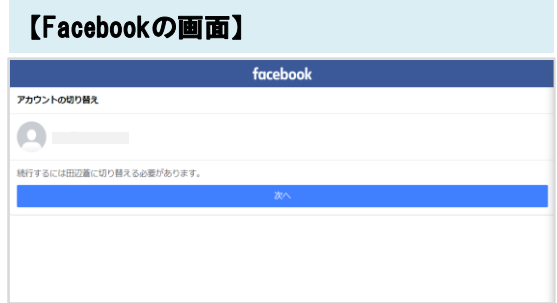 【Facebookの画面】
facebook
アカウントの切り替え
続行するには田辺蓋に切り替える必要があります。
次へ